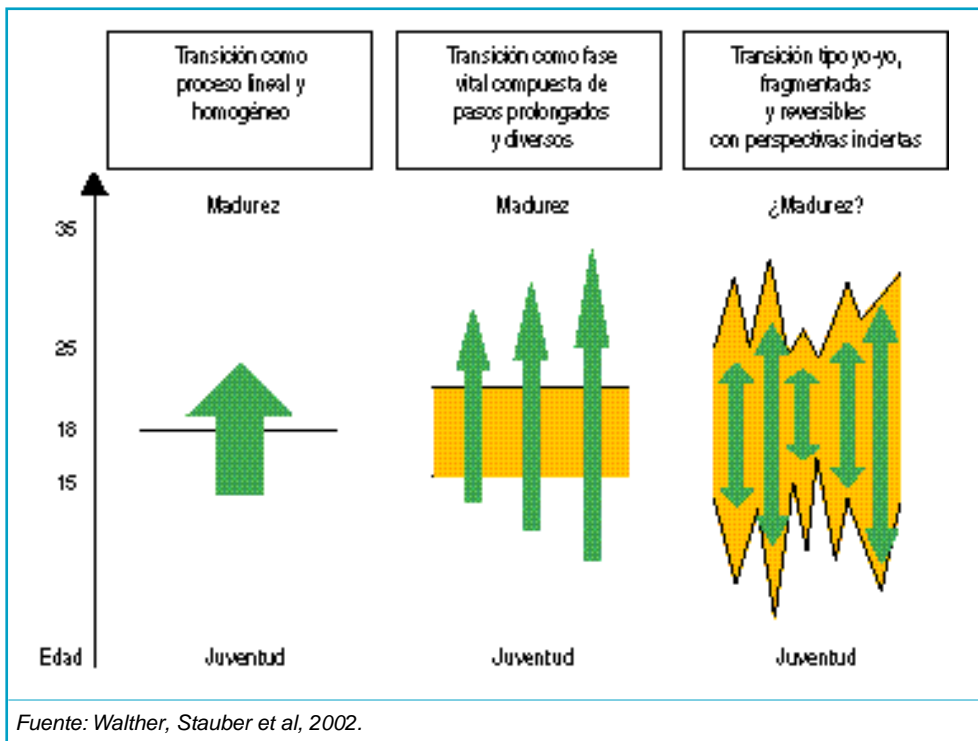 Transición como
proceso lineal y
homogéneo
Transición como fase
vital compuesta de
pasos prolongados
y diversos
Transición tipo yo-yo,
fragmentadas
y reversibles
con perspectivas inciertas
Madurez
Madurez
¿Madurez?
35
25
18
15
Edad
Juventud
Juventud
Juventud
Fuente: Walther, Stauber et al, 2002.